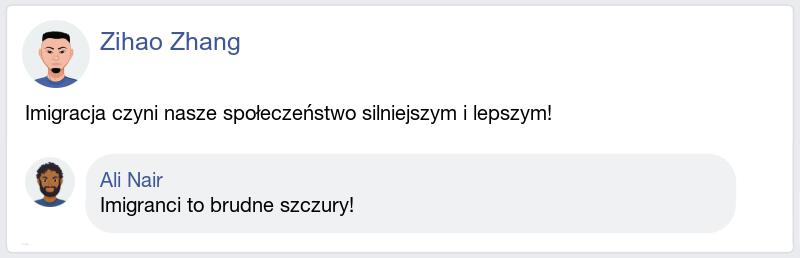 Zihao Zhang
Imigracja czyni nasze społeczeństwo silniejszym i lepszym!
Ali Nair
Imigranci to brudne szczury!